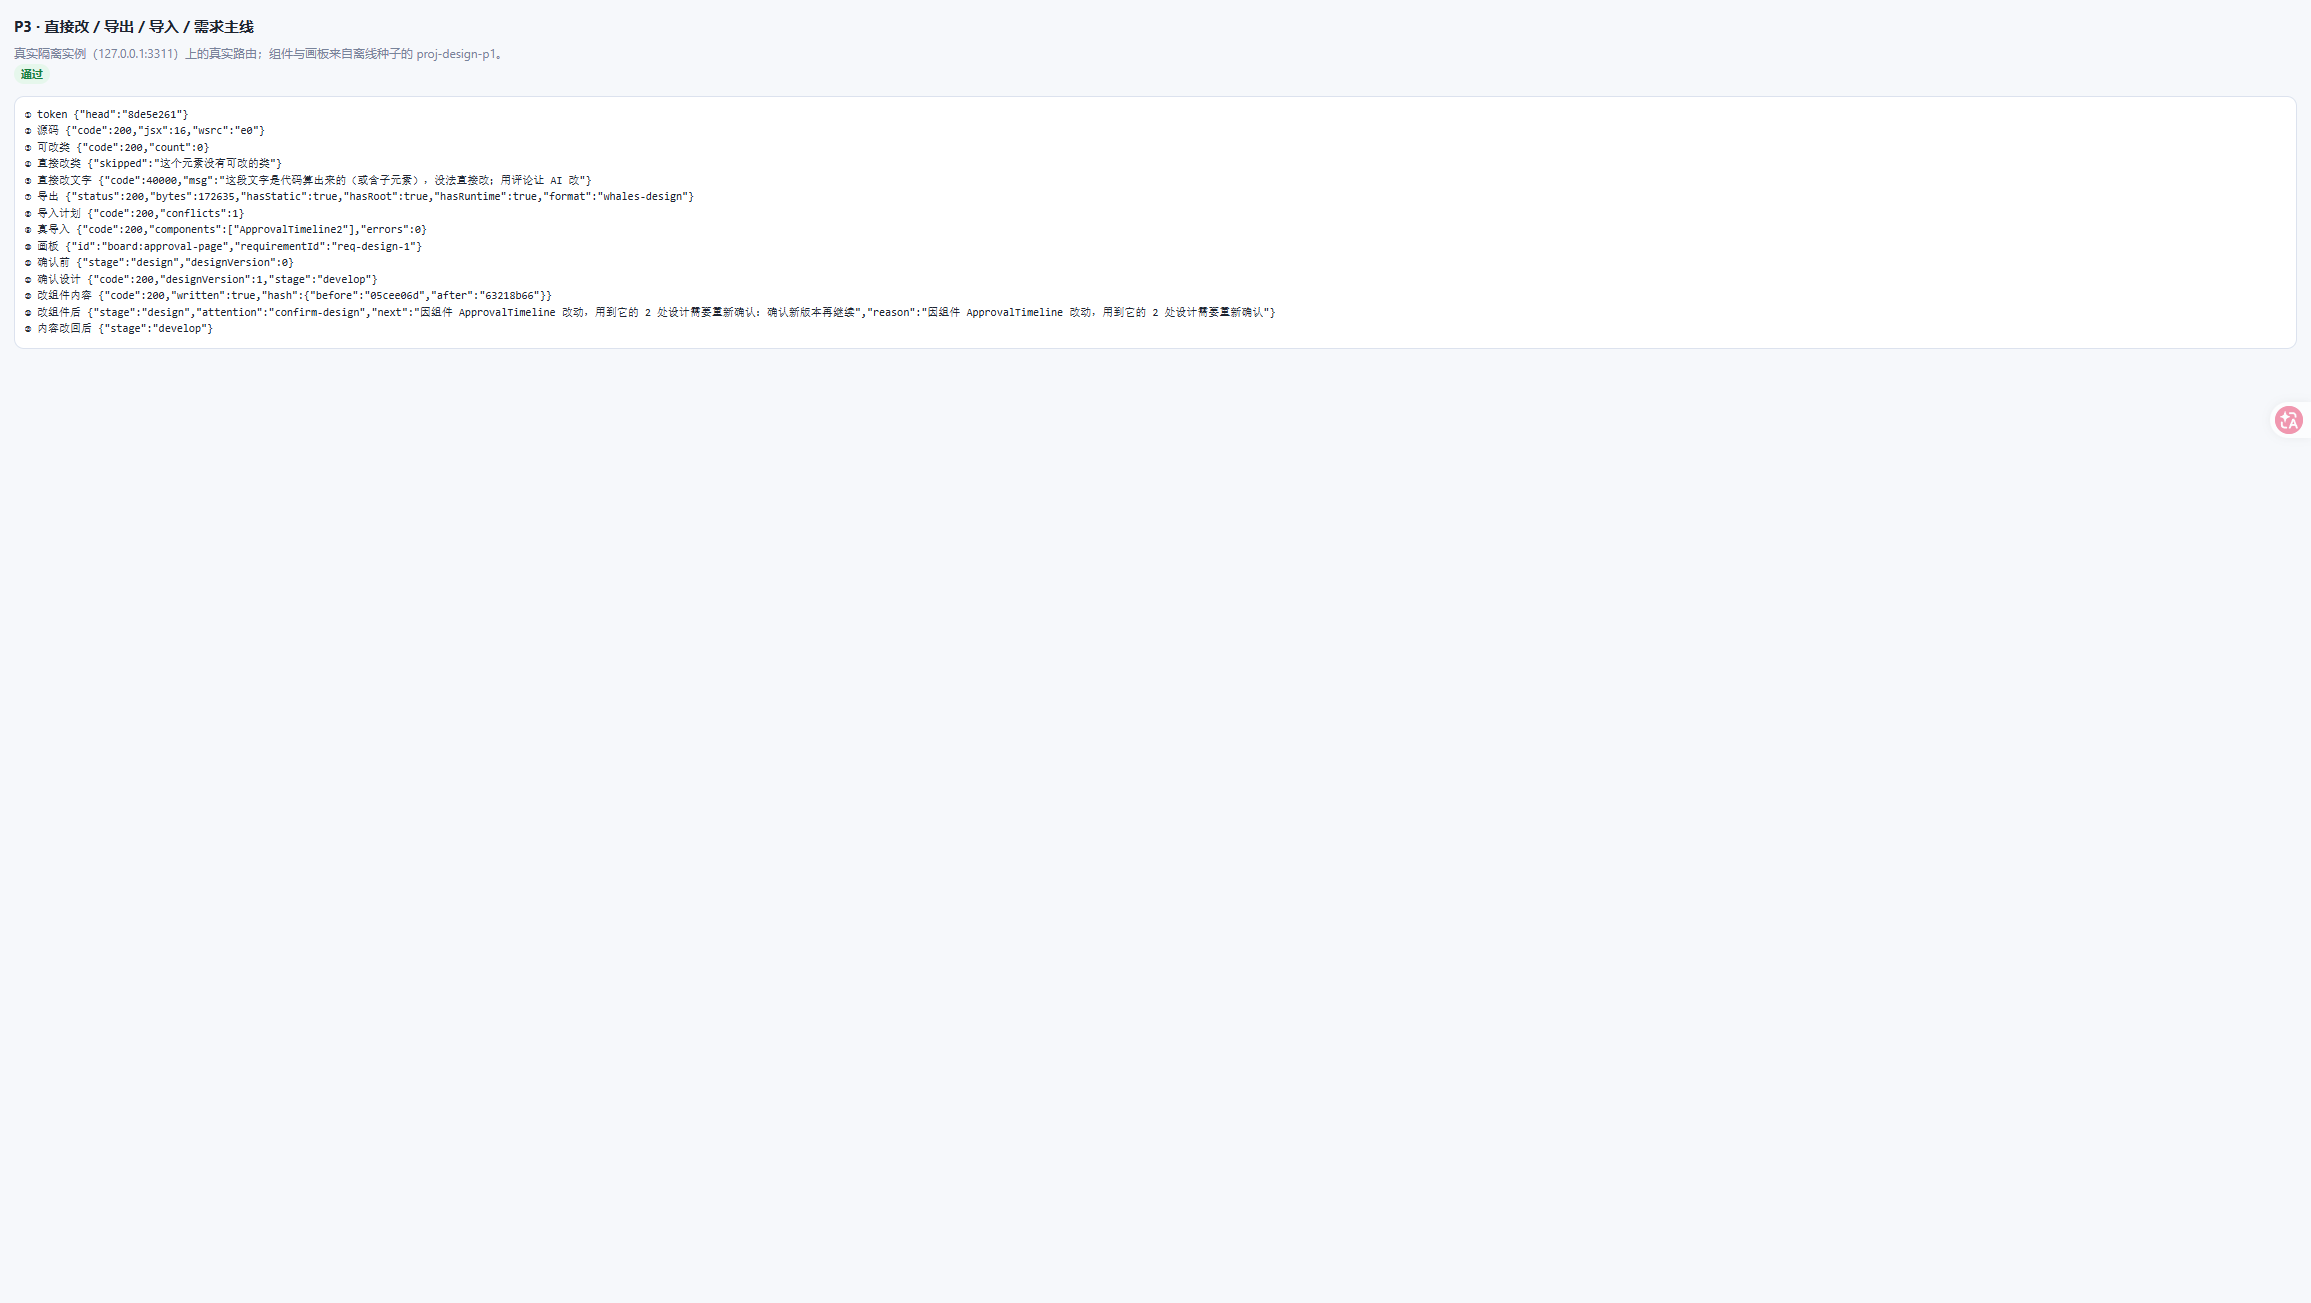 P3 · 直接改 / 导出 / 导入 / 需求主线
真实隔离实例（127.0.0.1:3311）上的真实路由；组件与画板来自离线种子的 proj-design-p1。
通过
token {"head":"8de5e261"}
源码 {"code":200,"jsx":16,"wsrc":"e0"}
可改类 {"code":200,"count":0}
直接改类 {"skipped":"这个元素没有可改的类"}
直接改文字 {"code":40000,"msg":"这段文字是代码算出来的（或含子元素），没法直接改；用评论让 AI 改"}
导出 {"status":200,"bytes":172635,"hasStatic":true,"hasRoot":true,"hasRuntime":true,"format":"whales-design"}
导入计划 {"code":200,"conflicts":1}
真导入 {"code":200,"components":["ApprovalTimeline2"],"errors":0}
画板 {"id":"board:approval-page","requirementId":"req-design-1"}
确认前 {"stage":"design","designVersion":0}
确认设计 {"code":200,"designVersion":1,"stage":"develop"}
改组件内容 {"code":200,"written":true,"hash":{"before":"05cee06d","after":"63218b66"}}
改组件后 {"stage":"design","attention":"confirm-design","next":"因组件 ApprovalTimeline 改动，用到它的 2 处设计需要重新确认：确认新版本再继续","reason":"因组件 ApprovalTimeline 改动，用到它的 2 处设计需要重新确认"}
内容改回后 {"stage":"develop"}